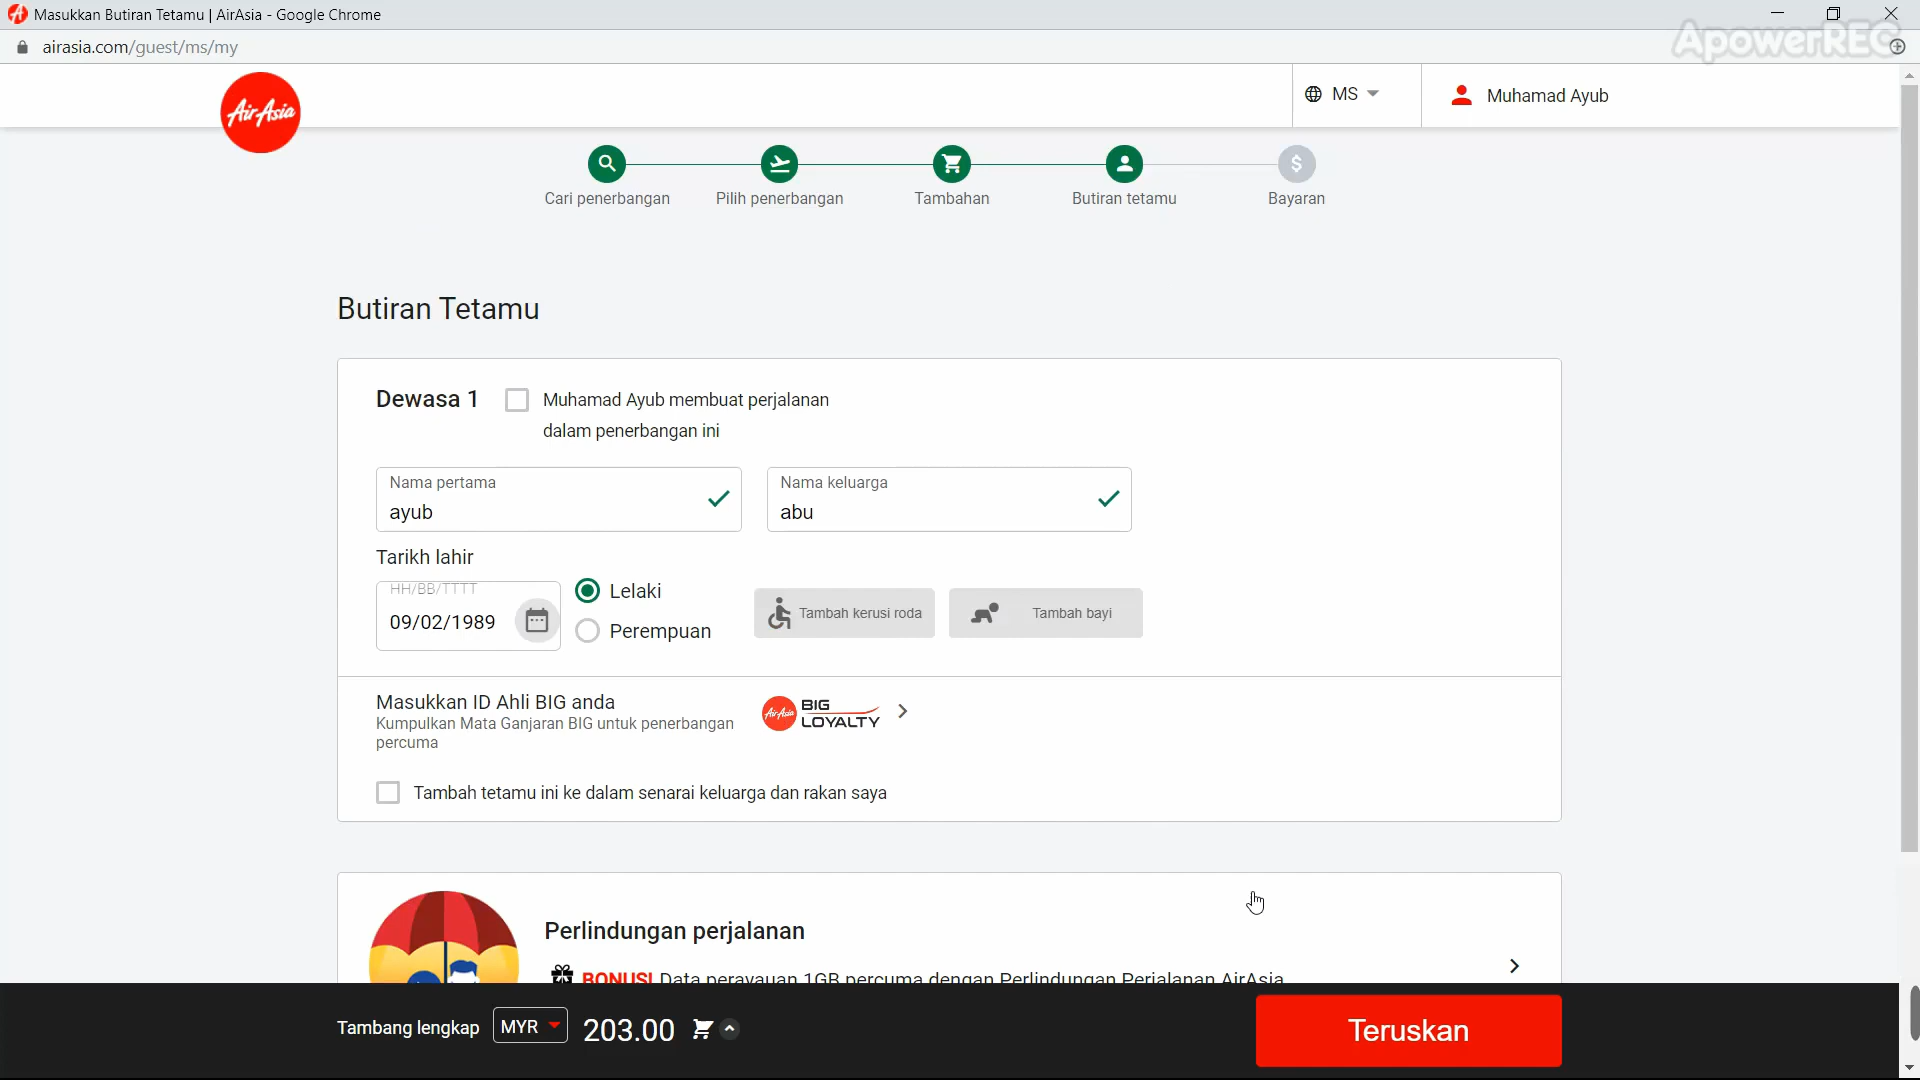 Masukkan Butiran Tetamu | AirAsia - Google Chrome
airasia.com/guest/ms/my
ApowerREC
AirAsia
MS
Muhamad Ayub
Cari penerbangan
Pilih penerbangan
Tambahan
Butiran tetamu
$
Bayaran
Butiran Tetamu
Dewasa 1
Muhamad Ayub membuat perjalanan
dalam penerbangan ini
Nama pertama
ayub
Nama keluarga
abu
Tarikh lahir
HH/BB/TTTT
09/02/1989
Lelaki
Perempuan
Tambah kerusi roda
Tambah bayi
Masukkan ID Ahli BIG anda
Kumpulkan Mata Ganjaran BIG untuk penerbangan
percuma
AirAsia BIG
LOYALTY
Tambah tetamu ini ke dalam senarai keluarga dan rakan saya
Perlindungan perjalanan
BONUS! Data perayauan 1GB percuma dengan Perlindungan Perjalanan AirAsia
Tambang lengkap MYR 203.00
Teruskan